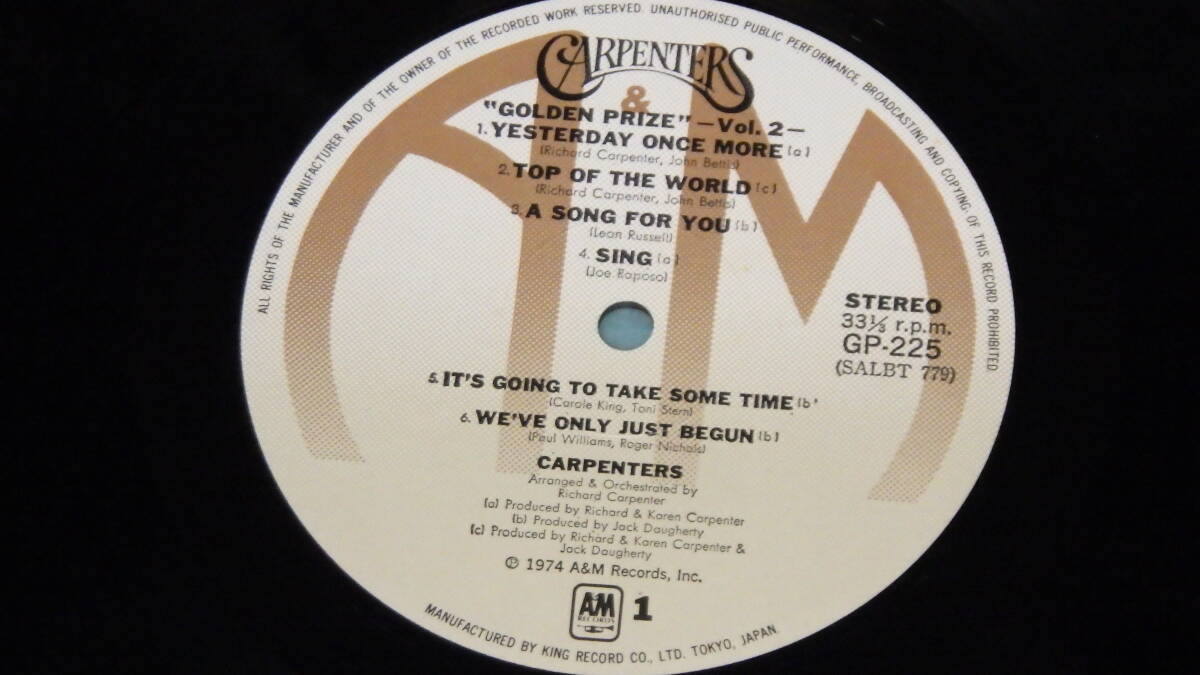 ALL RIGHTS OF THE MANUFACTURER AND OF THE OWNER OF THE RECORDED WORK RESERVED. UNAUTHORISED PUBLIC PERFORMANCE, BROADCASTING AND COPYING OF THIS RECORD PROHIBITED
CARPENTERS
&
"GOLDEN PRIZE" —Vol. 2—
1. YESTERDAY ONCE MORE (a)
(Richard Carpenter, John Bettis)
2. TOP OF THE WORLD (c)
(Richard Carpenter, John Bettis)
3. A SONG FOR YOU (b)
(Leon Russell)
4. SING (a)
(Joe Raposo)
STEREO
33⅓ r.p.m.
GP-225
(SALBT 779)
5. IT'S GOING TO TAKE SOME TIME (b)
(Carole King, Toni Stern)
6. WE'VE ONLY JUST BEGUN (b)
(Paul Williams, Roger Nichols)
CARPENTERS
Arranged & Orchestrated by
Richard Carpenter
(a) Produced by Richard & Karen Carpenter
(b) Produced by Jack Daugherty
(c) Produced by Richard & Karen Carpenter &
Jack Daugherty
℗ 1974 A&M Records, Inc.
A&M
RECORDS
1
MANUFACTURED BY KING RECORD CO., LTD. TOKYO, JAPAN.